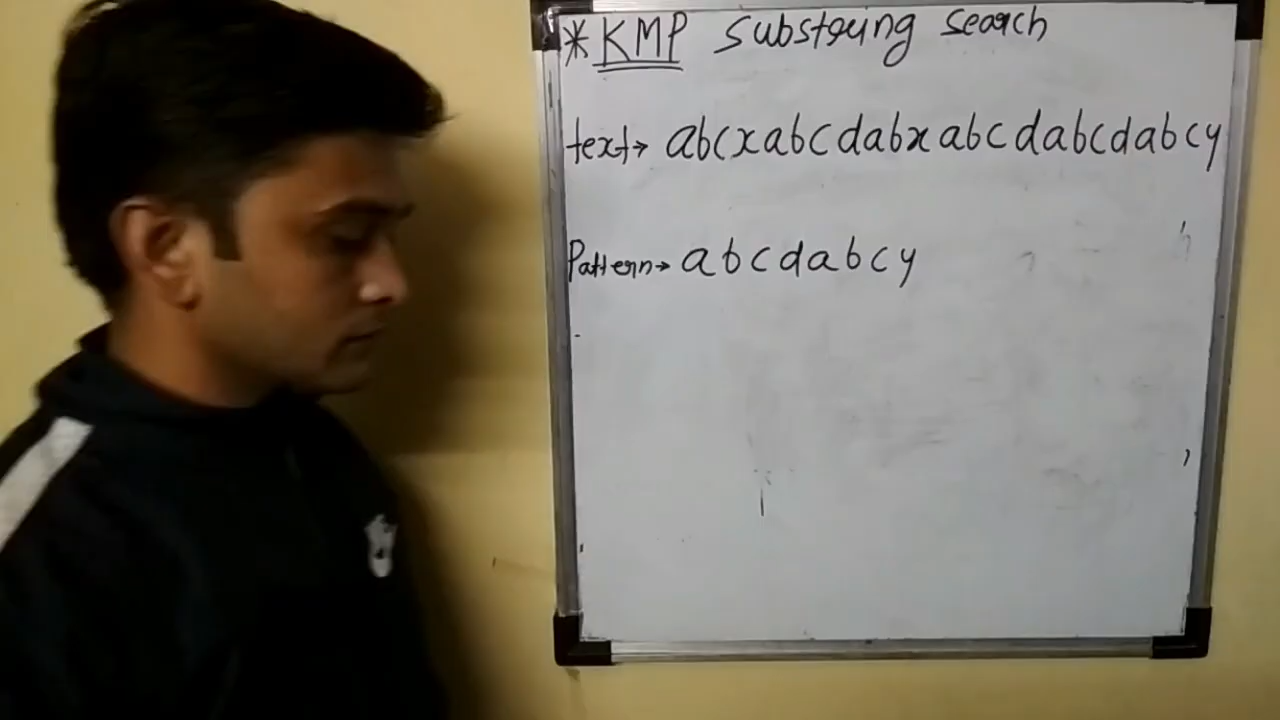 * KMP Substring Search
text→ abcxabcdabxabcdabcdabcy
Pattern→ abcdabcy